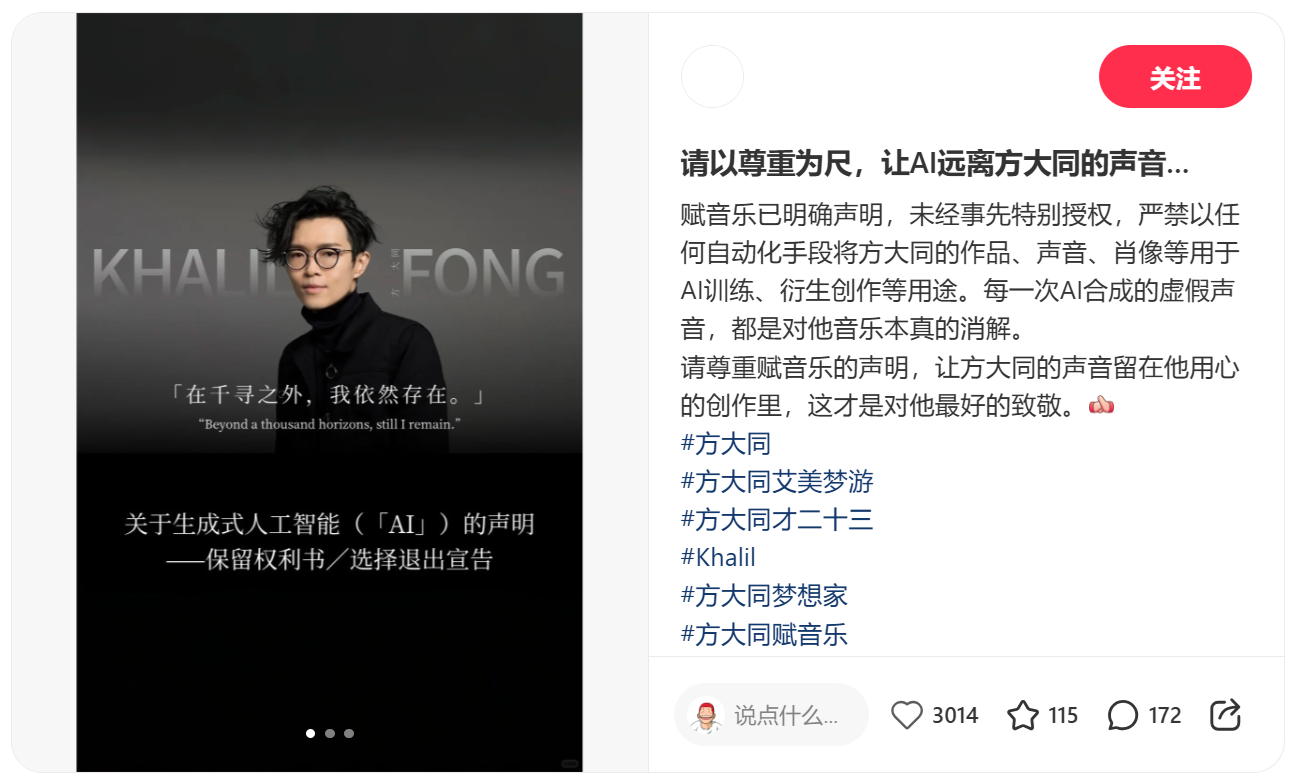 KHALIL FONG
方大同
「在千寻之外，我依然存在。」
“Beyond a thousand horizons, still I remain.”
关于生成式人工智能（「AI」）的声明
——保留权利书／选择退出宣告
关注
请以尊重为尺，让AI远离方大同的声音...
赋音乐已明确声明，未经事先特别授权，严禁以任
何自动化手段将方大同的作品、声音、肖像等用于
AI训练、衍生创作等用途。每一次AI合成的虚假声
音，都是对他音乐本真的消解。
请尊重赋音乐的声明，让方大同的声音留在他用心
的创作里，这才是对他最好的致敬。
#方大同
#方大同艾美梦游
#方大同才二十三
#Khalil
#方大同梦想家
#方大同赋音乐
说点什么...
3014
115
172